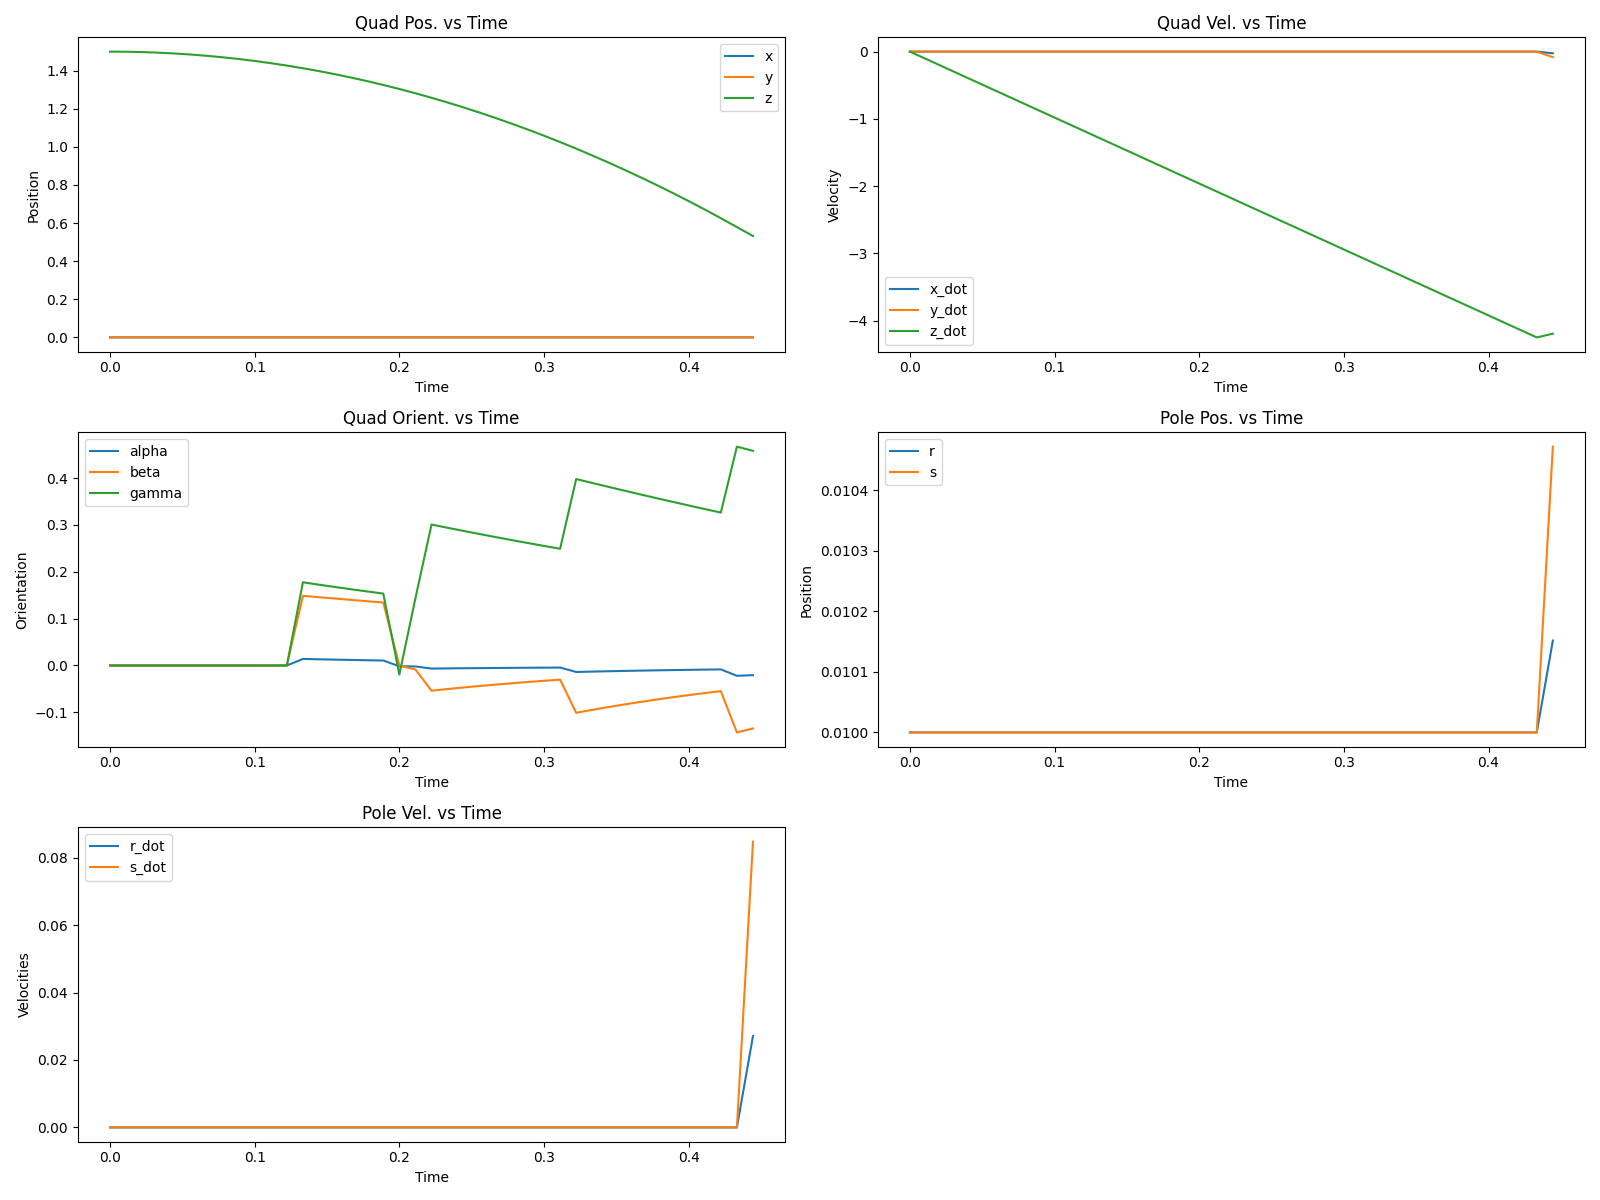 Quad Pos. vs Time
Position
1.4
1.2
1.0
0.8
0.6
0.4
0.2
0.0
x
y
z
0.0 0.1 0.2 0.3 0.4
Time
Quad Vel. vs Time
Velocity
0
−1
−2
−3
−4
x_dot
y_dot
z_dot
0.0 0.1 0.2 0.3 0.4
Time
Quad Orient. vs Time
Orientation
0.4
0.3
0.2
0.1
0.0
−0.1
alpha
beta
gamma
0.0 0.1 0.2 0.3 0.4
Time
Pole Pos. vs Time
Position
0.0104
0.0103
0.0102
0.0101
0.0100
r
s
0.0 0.1 0.2 0.3 0.4
Time
Pole Vel. vs Time
Velocities
0.08
0.06
0.04
0.02
0.00
r_dot
s_dot
0.0 0.1 0.2 0.3 0.4
Time